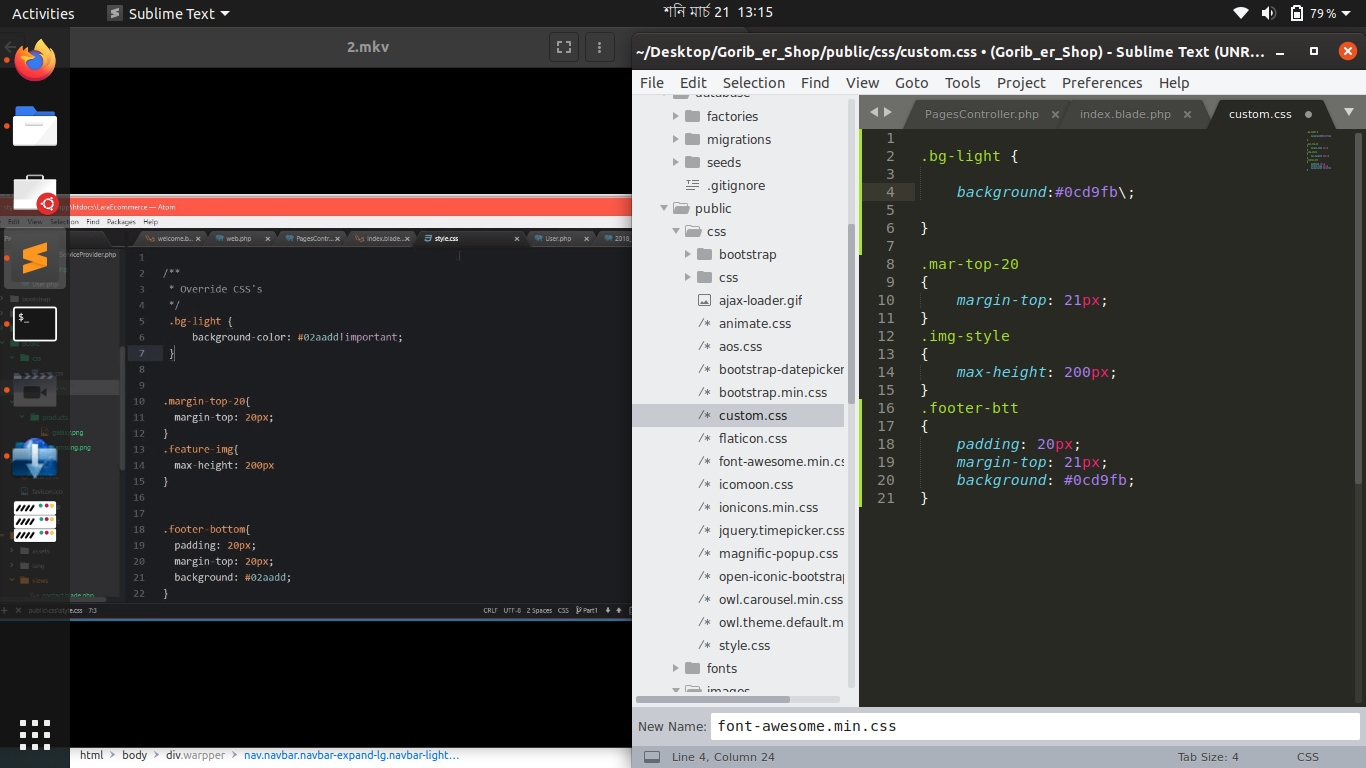 Activities
Sublime Text
শনি মার্চ 21 13:15
79 %
2.mkv
htdocs\LaraEcommerce — Atom
Edit View Selection Find Packages Help
welcome.b...
web.php
PagesContr...
index.blade...
style.css
User.php
2018_
ServiceProvider.php
1
2 /**
3 * Override CSS's
4 */
5 .bg-light {
6 background-color: #02aadd!important;
7 }
8
9
10 .margin-top-20{
11 margin-top: 20px;
12 }
13 .feature-img{
14 max-height: 200px
15 }
16
17
18 .footer-bottom{
19 padding: 20px;
20 margin-top: 20px;
21 background: #02aadd;
22 }
public\css\style.css 7:3
CRLF UTF-8 2 Spaces CSS Part1
html > body > div.warpper > nav.navbar.navbar-expand-lg.navbar-light…
~/Desktop/Gorib_er_Shop/public/css/custom.css • (Gorib_er_Shop) - Sublime Text (UNR...
File Edit Selection Find View Goto Tools Project Preferences Help
database
factories
migrations
seeds
.gitignore
public
css
bootstrap
css
ajax-loader.gif
animate.css
aos.css
bootstrap-datepicker
bootstrap.min.css
custom.css
flaticon.css
font-awesome.min.cs
icomoon.css
ionicons.min.css
jquery.timepicker.css
magnific-popup.css
open-iconic-bootstrap
owl.carousel.min.css
owl.theme.default.m
style.css
fonts
images
PagesController.php
index.blade.php
custom.css
1
2 .bg-light {
3
4 background:#0cd9fb\;
5
6 }
7
8 .mar-top-20
9 {
10 margin-top: 21px;
11 }
12 .img-style
13 {
14 max-height: 200px;
15 }
16 .footer-btt
17 {
18 padding: 20px;
19 margin-top: 21px;
20 background: #0cd9fb;
21 }
New Name: font-awesome.min.css
Line 4, Column 24
Tab Size: 4
CSS